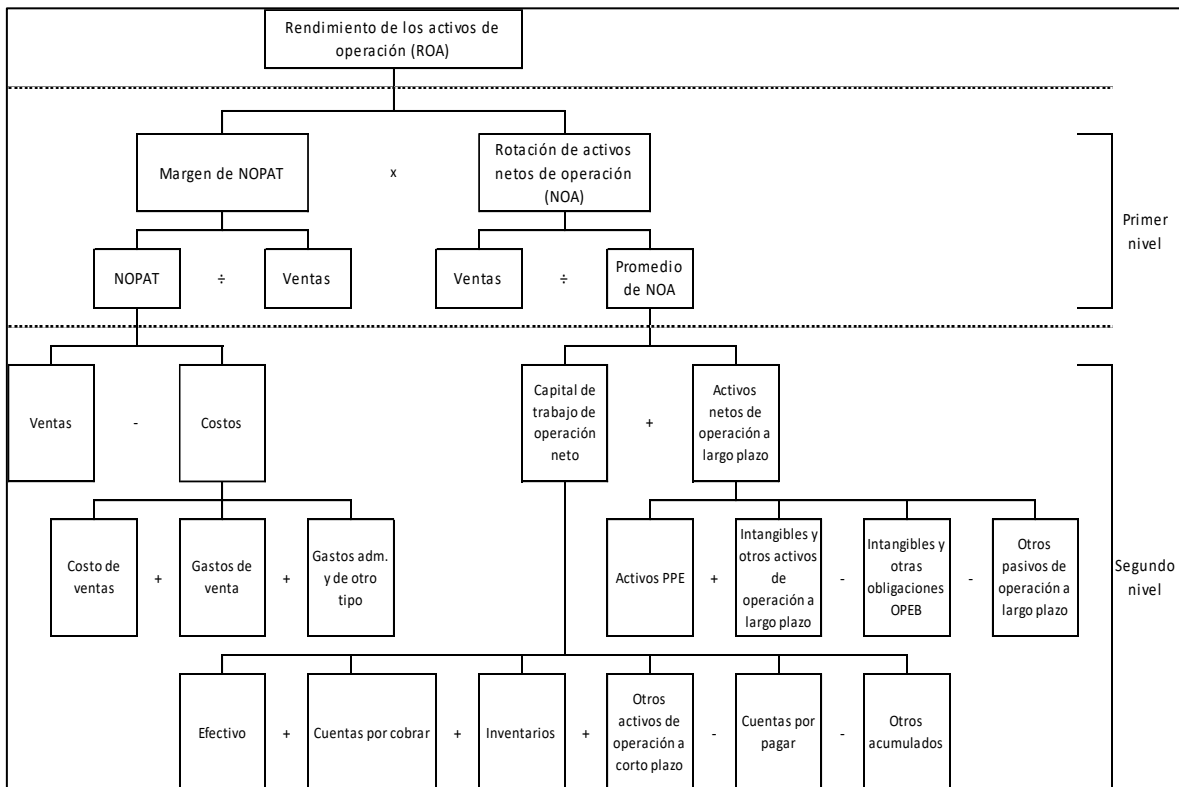 Rendimiento de los activos de
operación (ROA)
Margen de NOPAT
x
Rotación de activos
netos de operación
(NOA)
Primer
nivel
NOPAT
÷
Ventas
Ventas
÷
Promedio
de NOA
Ventas
-
Costos
Capital de
trabajo de
operación
neto
+
Activos
netos de
operación a
largo plazo
Segundo
nivel
Costo de
ventas
+
Gastos de
venta
+
Gastos adm.
y de otro
tipo
Activos PPE
+
Intangibles y
otros activos
de
operación a
largo plazo
-
Intangibles y
otras
obligaciones
OPEB
-
Otros
pasivos de
operación a
largo plazo
Efectivo
+
Cuentas por cobrar
+
Inventarios
+
Otros
activos de
operación a
corto plazo
-
Cuentas por
pagar
-
Otros
acumulados